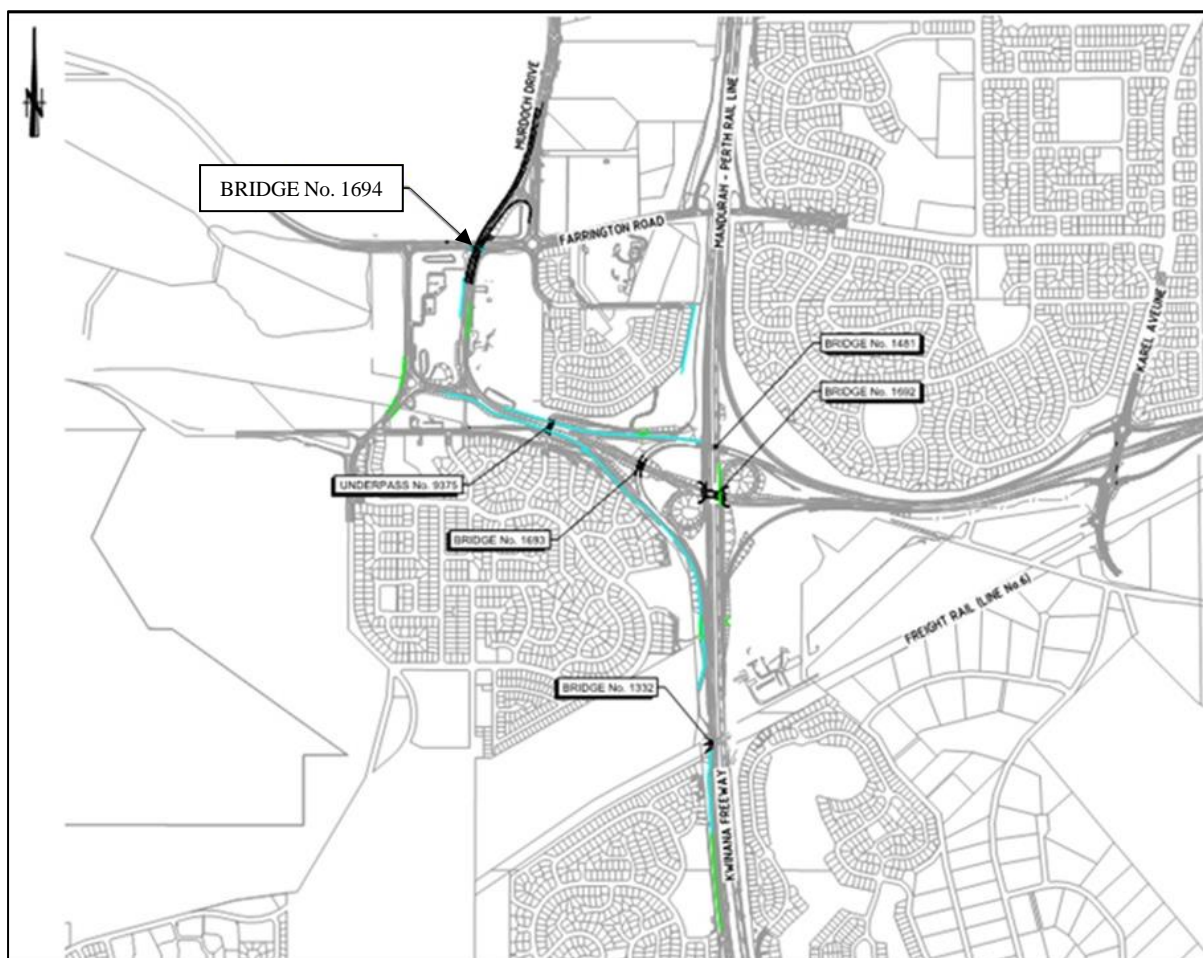 MURDOCH DRIVE
MANDURAH - PERTH RAIL LINE
BRIDGE No. 1694
FARRINGTON ROAD
KAREL AVEUNE
BRIDGE No. 1481
BRIDGE No. 1692
UNDERPASS No. 9375
BRIDGE No. 1693
FREIGHT RAIL (LINE No.6)
BRIDGE No. 1332
KWINANA FREEWAY